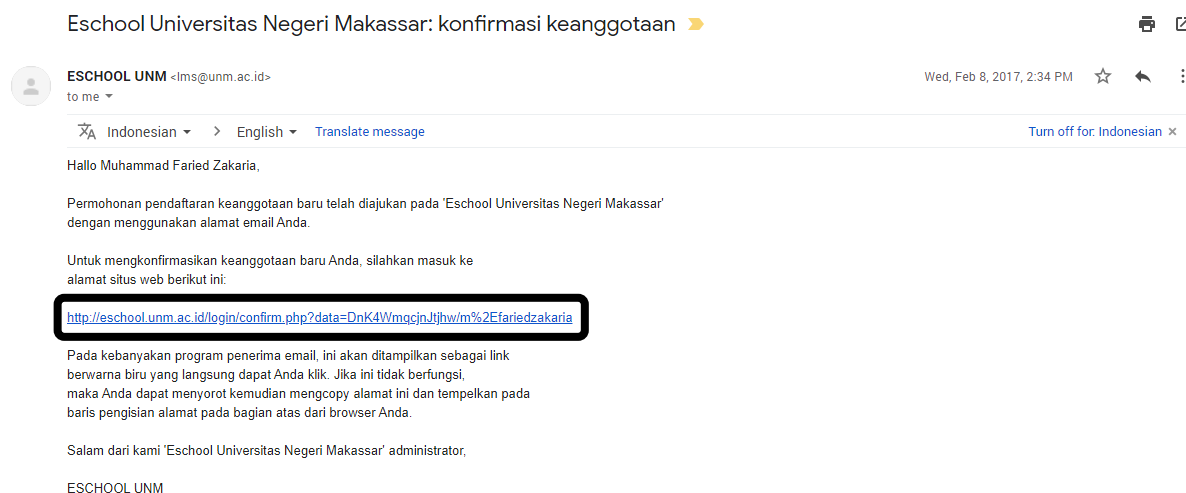 Eschool Universitas Negeri Makassar: konfirmasi keanggotaan
ESCHOOL UNM <lms@unm.ac.id>
Wed, Feb 8, 2017, 2:34 PM
to me
Indonesian > English Translate message
Turn off for: Indonesian ×
Hallo Muhammad Faried Zakaria,
Permohonan pendaftaran keanggotaan baru telah diajukan pada 'Eschool Universitas Negeri Makassar'
dengan menggunakan alamat email Anda.
Untuk mengkonfirmasikan keanggotaan baru Anda, silahkan masuk ke
alamat situs web berikut ini:
http://eschool.unm.ac.id/login/confirm.php?data=DnK4WmqcjnJtjhw/m%2Efariedzakaria
Pada kebanyakan program penerima email, ini akan ditampilkan sebagai link
berwarna biru yang langsung dapat Anda klik. Jika ini tidak berfungsi,
maka Anda dapat menyorot kemudian mengcopy alamat ini dan tempelkan pada
baris pengisian alamat pada bagian atas dari browser Anda.
Salam dari kami 'Eschool Universitas Negeri Makassar' administrator,
ESCHOOL UNM